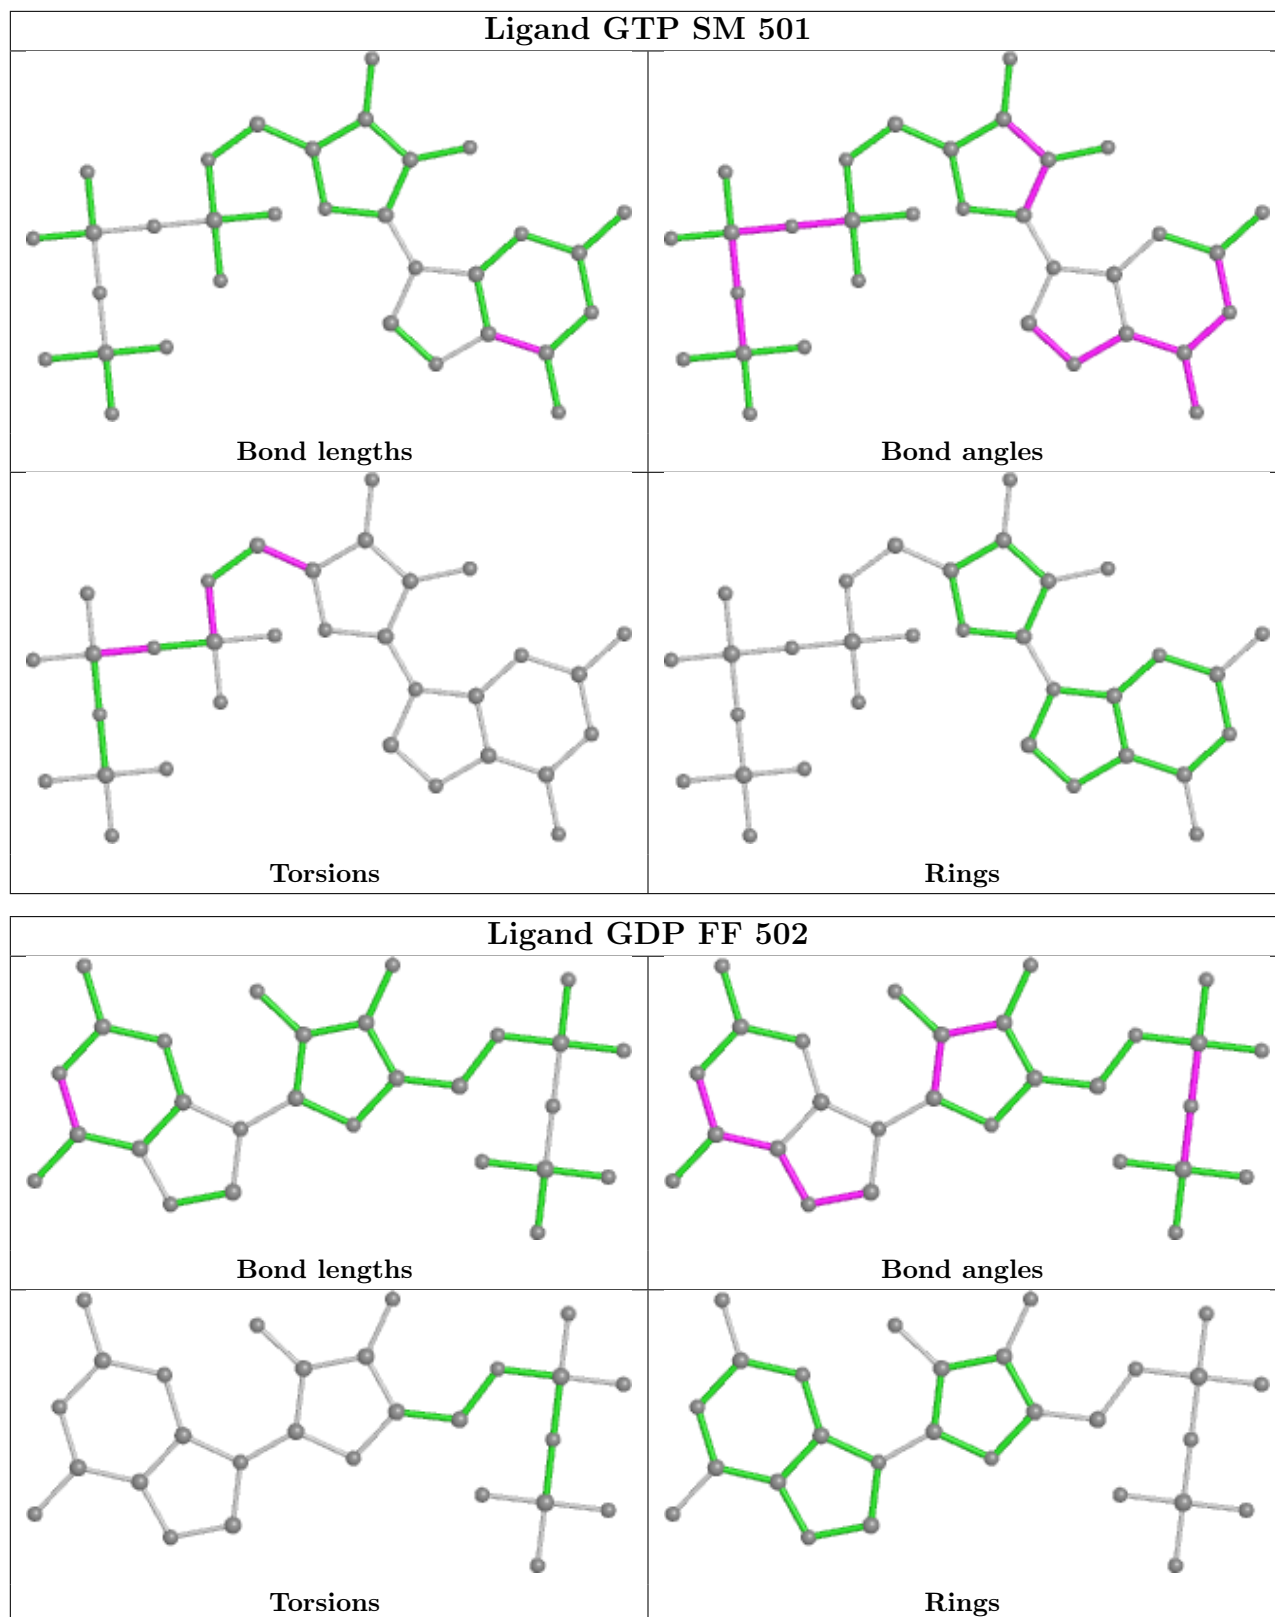 Ligand GTP SM 501
Bond lengths
Bond angles
Torsions
Rings
Ligand GDP FF 502
Bond lengths
Bond angles
Torsions
Rings